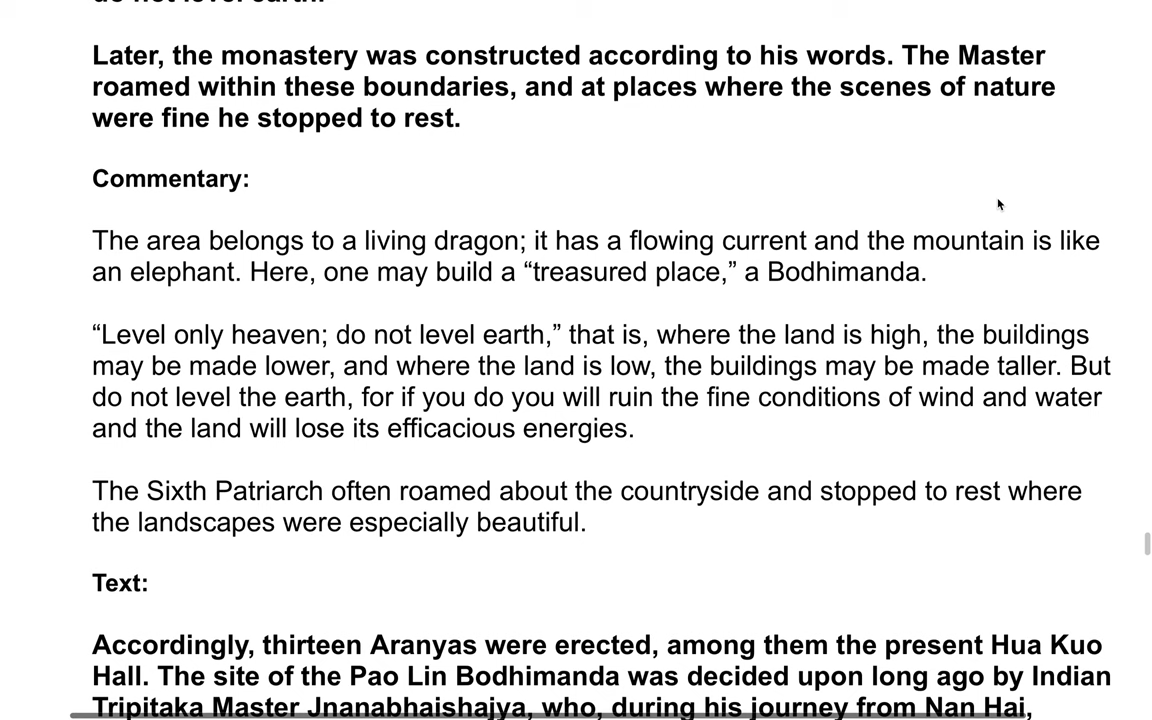 do not level earth.”
Later, the monastery was constructed according to his words. The Master
roamed within these boundaries, and at places where the scenes of nature
were fine he stopped to rest.
Commentary:
The area belongs to a living dragon; it has a flowing current and the mountain is like
an elephant. Here, one may build a “treasured place,” a Bodhimanda.
“Level only heaven; do not level earth,” that is, where the land is high, the buildings
may be made lower, and where the land is low, the buildings may be made taller. But
do not level the earth, for if you do you will ruin the fine conditions of wind and water
and the land will lose its efficacious energies.
The Sixth Patriarch often roamed about the countryside and stopped to rest where
the landscapes were especially beautiful.
Text:
Accordingly, thirteen Aranyas were erected, among them the present Hua Kuo
Hall. The site of the Pao Lin Bodhimanda was decided upon long ago by Indian
Tripitaka Master Jnanabhaishajya, who, during his journey from Nan Hai,